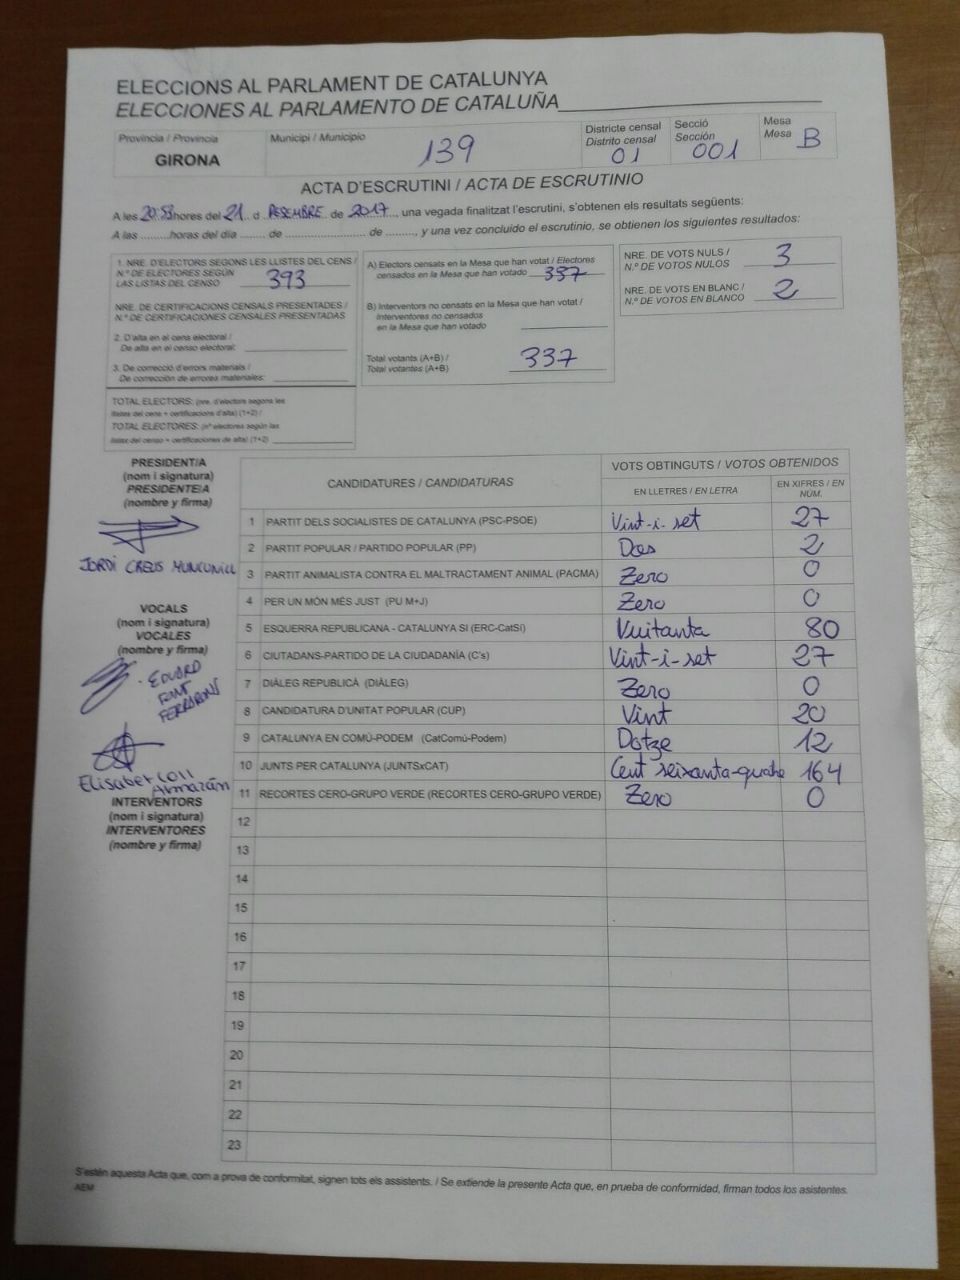 ELECCIONS AL PARLAMENT DE CATALUNYA
ELECCIONES AL PARLAMENTO DE CATALUÑA
Província / Provincia
GIRONA
Municipi / Municipio
139
Districte censal
Distrito censal
01
Secció
Sección
001
Mesa
Mesa
B
ACTA D'ESCRUTINI / ACTA DE ESCRUTINIO
A les 20:53 hores del 21 d DESEMBRE de 2017, una vegada finalitzat l'escrutini, s'obtenen els resultats següents:
A las ........horas del día ....... de ....................... de ........, y una vez concluido el escrutinio, se obtienen los siguientes resultados:
1. NRE. D'ELECTORS SEGONS LES LLISTES DEL CENS /
N.º DE ELECTORES SEGÚN
LAS LISTAS DEL CENSO 393
NRE. DE CERTIFICACIONS CENSALS PRESENTADES /
N.º DE CERTIFICACIONES CENSALES PRESENTADAS
2. D'alta en el cens electoral /
De alta en el censo electoral:
3. De correcció d'errors materials /
De corrección de errores materiales:
TOTAL ELECTORS: (nre. d'electors segons les
llistes del cens + certificacions d'alta) (1+2) /
TOTAL ELECTORES: (nº electores según las
listas del censo + certificaciones de alta) (1+2)
A) Electors censats en la Mesa que han votat / Electores
censados en la Mesa que han votado 337
B) Interventors no censats en la Mesa que han votat /
Interventores no censados
en la Mesa que han votado
Total votants (A+B) /
Total votantes (A+B) 337
NRE. DE VOTS NULS /
N.º DE VOTOS NULOS 3
NRE. DE VOTS EN BLANC /
N.º DE VOTOS EN BLANCO 2
PRESIDENT/A
(nom i signatura)
PRESIDENTE/A
(nombre y firma)
JORDI CREUS MUNCUNILL
VOCALS
(nom i signatura)
VOCALES
(nombre y firma)
EDUARD
FONT
FERRARONS
Elisabet Coll
Almazán
INTERVENTORS
(nom i signatura)
INTERVENTORES
(nombre y firma)
CANDIDATURES / CANDIDATURAS
VOTS OBTINGUTS / VOTOS OBTENIDOS
EN LLETRES / EN LETRA
EN XIFRES / EN
NÚM.
1 PARTIT DELS SOCIALISTES DE CATALUNYA (PSC-PSOE) Vint-i-set 27
2 PARTIT POPULAR / PARTIDO POPULAR (PP) Dos 2
3 PARTIT ANIMALISTA CONTRA EL MALTRACTAMENT ANIMAL (PACMA) Zero 0
4 PER UN MÓN MÉS JUST (PU M+J) Zero 0
5 ESQUERRA REPUBLICANA - CATALUNYA SÍ (ERC-CatSí) Vuitanta 80
6 CIUTADANS-PARTIDO DE LA CIUDADANÍA (C's) Vint-i-set 27
7 DIÀLEG REPUBLICÀ (DIÀLEG) Zero 0
8 CANDIDATURA D'UNITAT POPULAR (CUP) Vint 20
9 CATALUNYA EN COMÚ-PODEM (CatComú-Podem) Dotze 12
10 JUNTS PER CATALUNYA (JUNTSxCAT) Cent seixanta-quatre 164
11 RECORTES CERO-GRUPO VERDE (RECORTES CERO-GRUPO VERDE) Zero 0
12
13
14
15
16
17
18
19
20
21
22
23
S'estén aquesta Acta que, com a prova de conformitat, signen tots els assistents. / Se extiende la presente Acta que, en prueba de conformidad, firman todos los asistentes.
AEM